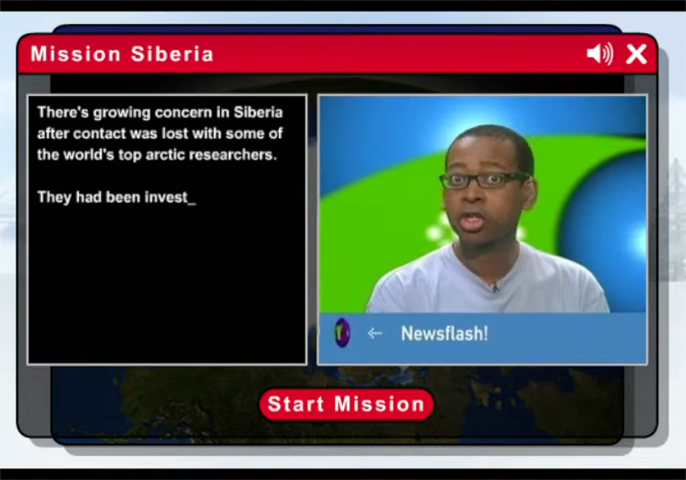 Mission Siberia
There's growing concern in Siberia
after contact was lost with some of
the world's top arctic researchers.
They had been invest_
Newsflash!
Start Mission